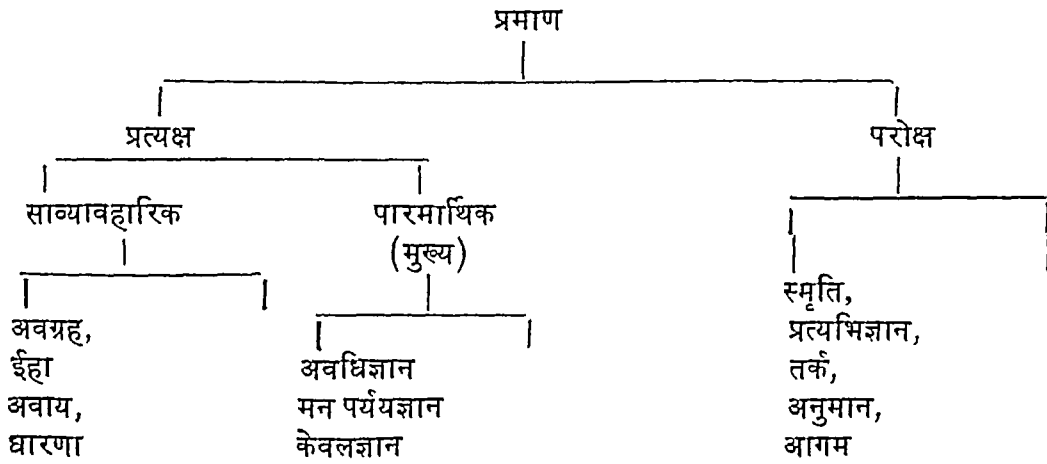 प्रमाण
प्रत्यक्ष
परोक्ष
साव्यावहारिक
पारमार्थिक
(मुख्य)
अवग्रह,
ईहा
अवाय,
धारणा
अवधिज्ञान
मन पर्ययज्ञान
केवलज्ञान
स्मृति,
प्रत्यभिज्ञान,
तर्क,
अनुमान,
आगम